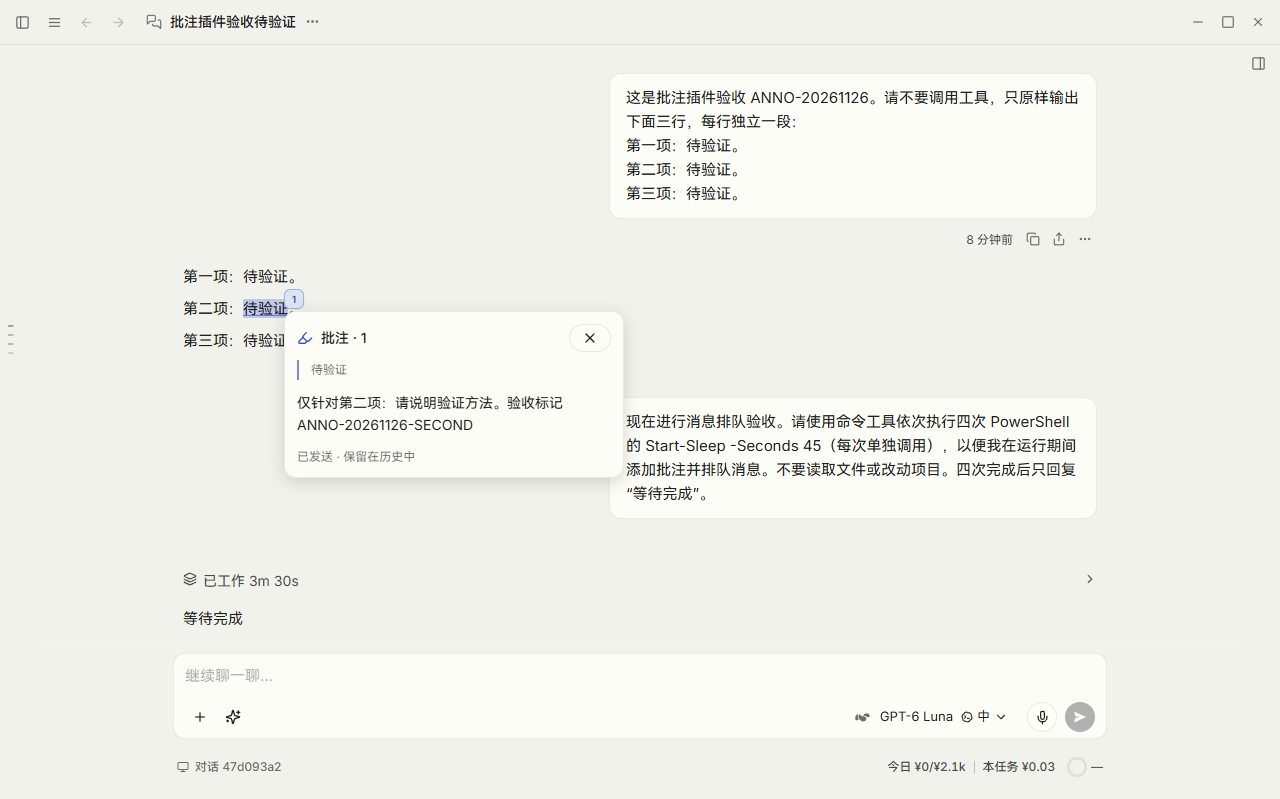 批注插件验收待验证
这是批注插件验收 ANNO-20261126。请不要调用工具，只原样输出
下面三行，每行独立一段：
第一项：待验证。
第二项：待验证。
第三项：待验证。
8 分钟前
第一项：待验证。
第二项：待验证
1
第三项：待验证
批注 · 1
待验证
仅针对第二项：请说明验证方法。验收标记
ANNO-20261126-SECOND
已发送 · 保留在历史中
现在进行消息排队验收。请使用命令工具依次执行四次 PowerShell
的 Start-Sleep -Seconds 45（每次单独调用），以便我在运行期间
添加批注并排队消息。不要读取文件或改动项目。四次完成后只回复
“等待完成”。
已工作 3m 30s
等待完成
继续聊一聊...
GPT-6 Luna 中
对话 47d093a2
今日 ¥0/¥2.1k 本任务 ¥0.03 —